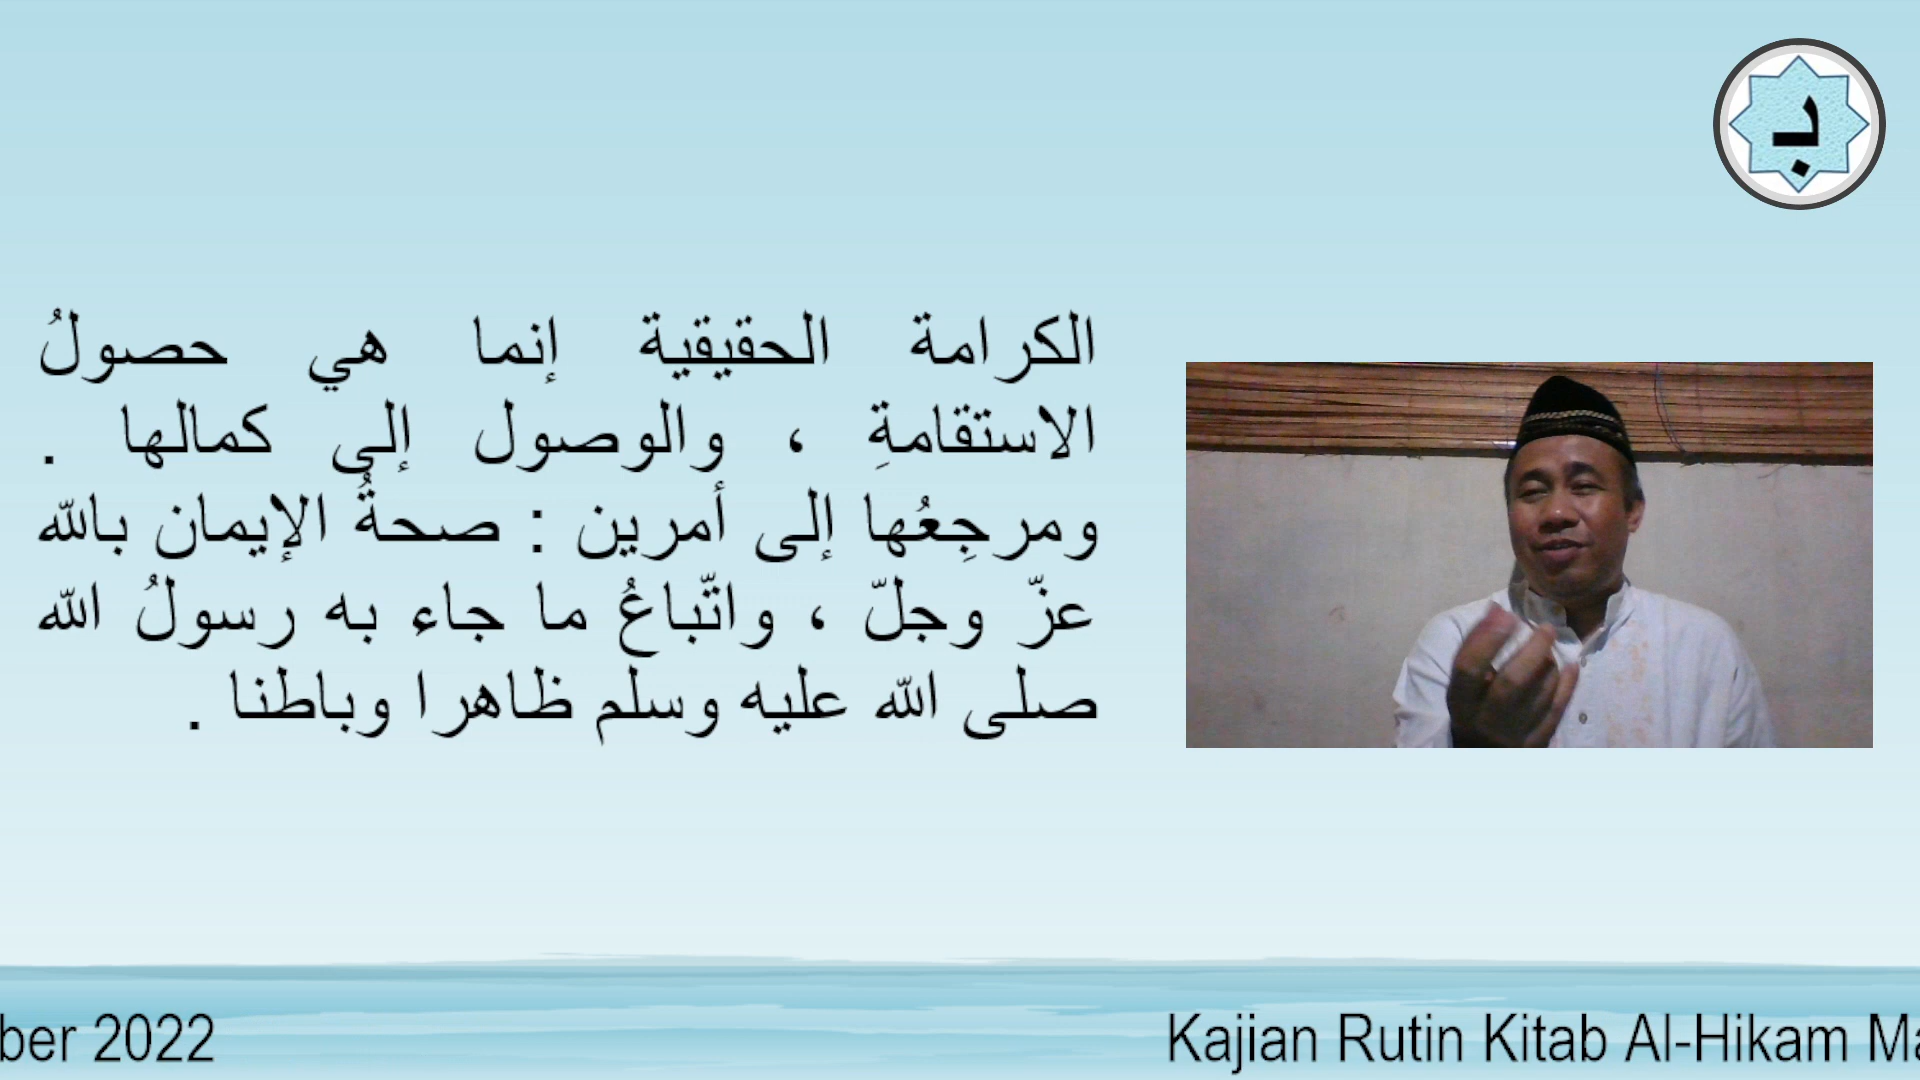 ب
الكرامة الحقيقية إنما هي حصولُ
الاستقامةِ ، والوصول إلى كمالها .
ومرجِعُها إلى أمرين : صحةُ الإيمان بالله
عزّ وجلّ ، واتّباعُ ما جاء به رسولُ الله
صلى الله عليه وسلم ظاهرا وباطنا .
ber 2022
Kajian Rutin Kitab Al-Hikam Ma